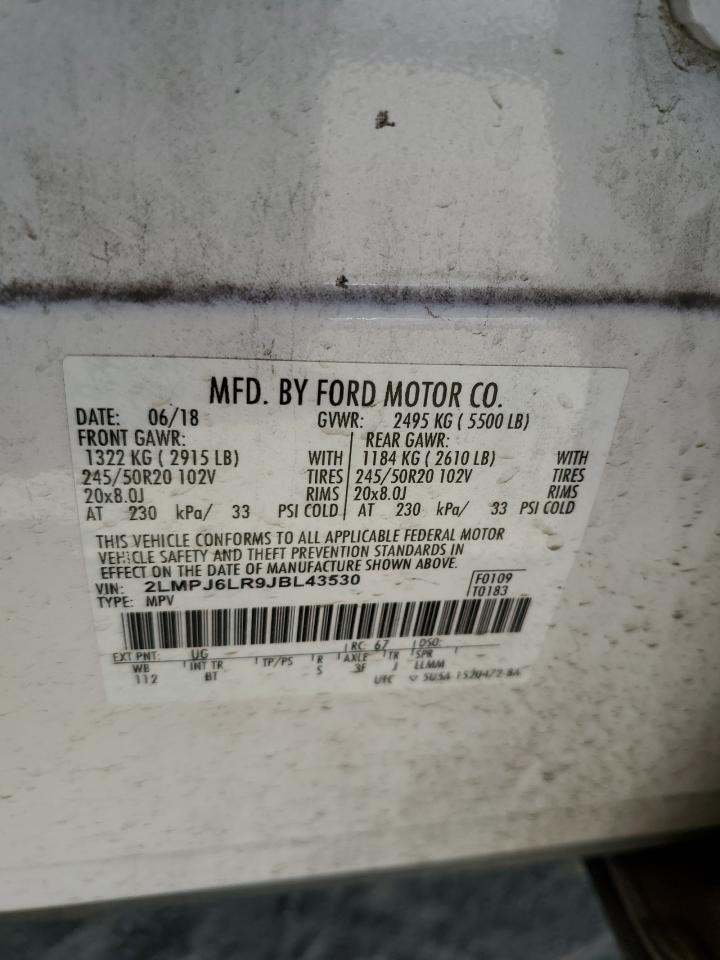 MFD. BY FORD MOTOR CO.
DATE: 06/18 GVWR: 2495 KG ( 5500 LB)
FRONT GAWR: REAR GAWR:
1322 KG ( 2915 LB) WITH 1184 KG ( 2610 LB) WITH
245/50R20 102V TIRES 245/50R20 102V TIRES
20x8.0J RIMS 20x8.0J RIMS
AT 230 kPa/ 33 PSI COLD AT 230 kPa/ 33 PSI COLD
THIS VEHICLE CONFORMS TO ALL APPLICABLE FEDERAL MOTOR
VEHICLE SAFETY AND THEFT PREVENTION STANDARDS IN
EFFECT ON THE DATE OF MANUFACTURE SHOWN ABOVE.
VIN: 2LMPJ6LR9JBL43530 F0109
TYPE: MPV T0183
EXT PNT: UG RC: 67 DSO:
WB INT TR TP/PS R AXLE TR SPR
112 BT S 3F J LLMM
UTC 5U5A-1520472-BA